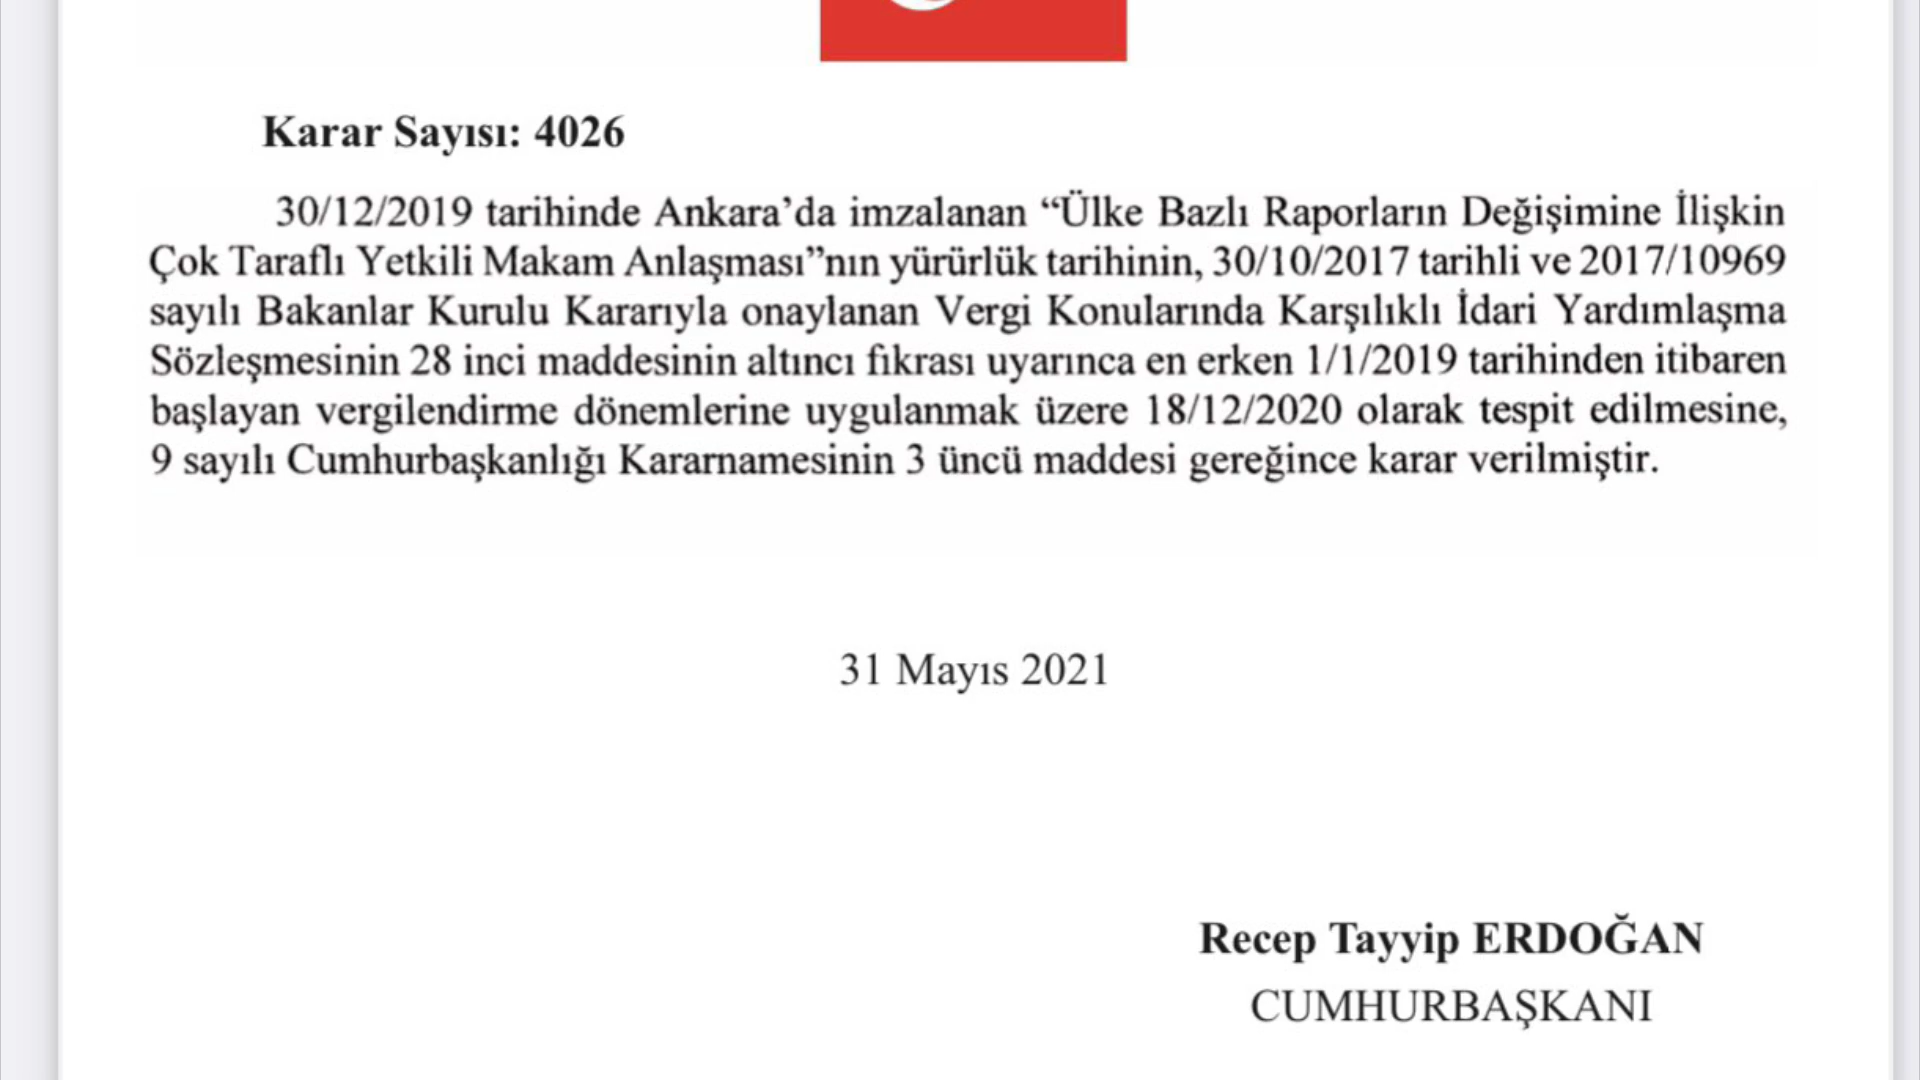 Karar Sayısı: 4026
30/12/2019 tarihinde Ankara’da imzalanan “Ülke Bazlı Raporların Değişimine İlişkin
Çok Taraflı Yetkili Makam Anlaşması”nın yürürlük tarihinin, 30/10/2017 tarihli ve 2017/10969
sayılı Bakanlar Kurulu Kararıyla onaylanan Vergi Konularında Karşılıklı İdari Yardımlaşma
Sözleşmesinin 28 inci maddesinin altıncı fıkrası uyarınca en erken 1/1/2019 tarihinden itibaren
başlayan vergilendirme dönemlerine uygulanmak üzere 18/12/2020 olarak tespit edilmesine,
9 sayılı Cumhurbaşkanlığı Kararnamesinin 3 üncü maddesi gereğince karar verilmiştir.
31 Mayıs 2021
Recep Tayyip ERDOĞAN
CUMHURBAŞKANI